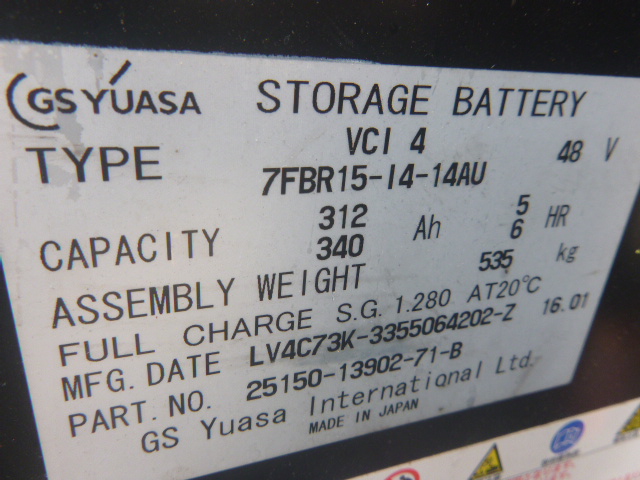 GS YUASA STORAGE BATTERY
TYPE VCI 4 48 V
7FBR15-I4-14AU
CAPACITY 312 Ah 5 HR
340 6
ASSEMBLY WEIGHT 535 kg
FULL CHARGE S.G. 1.280 AT20℃
MFG. DATE LV4C73K-3355064202-Z 16.01
PART. NO. 25150-13902-71-B
GS Yuasa International Ltd.
MADE IN JAPAN